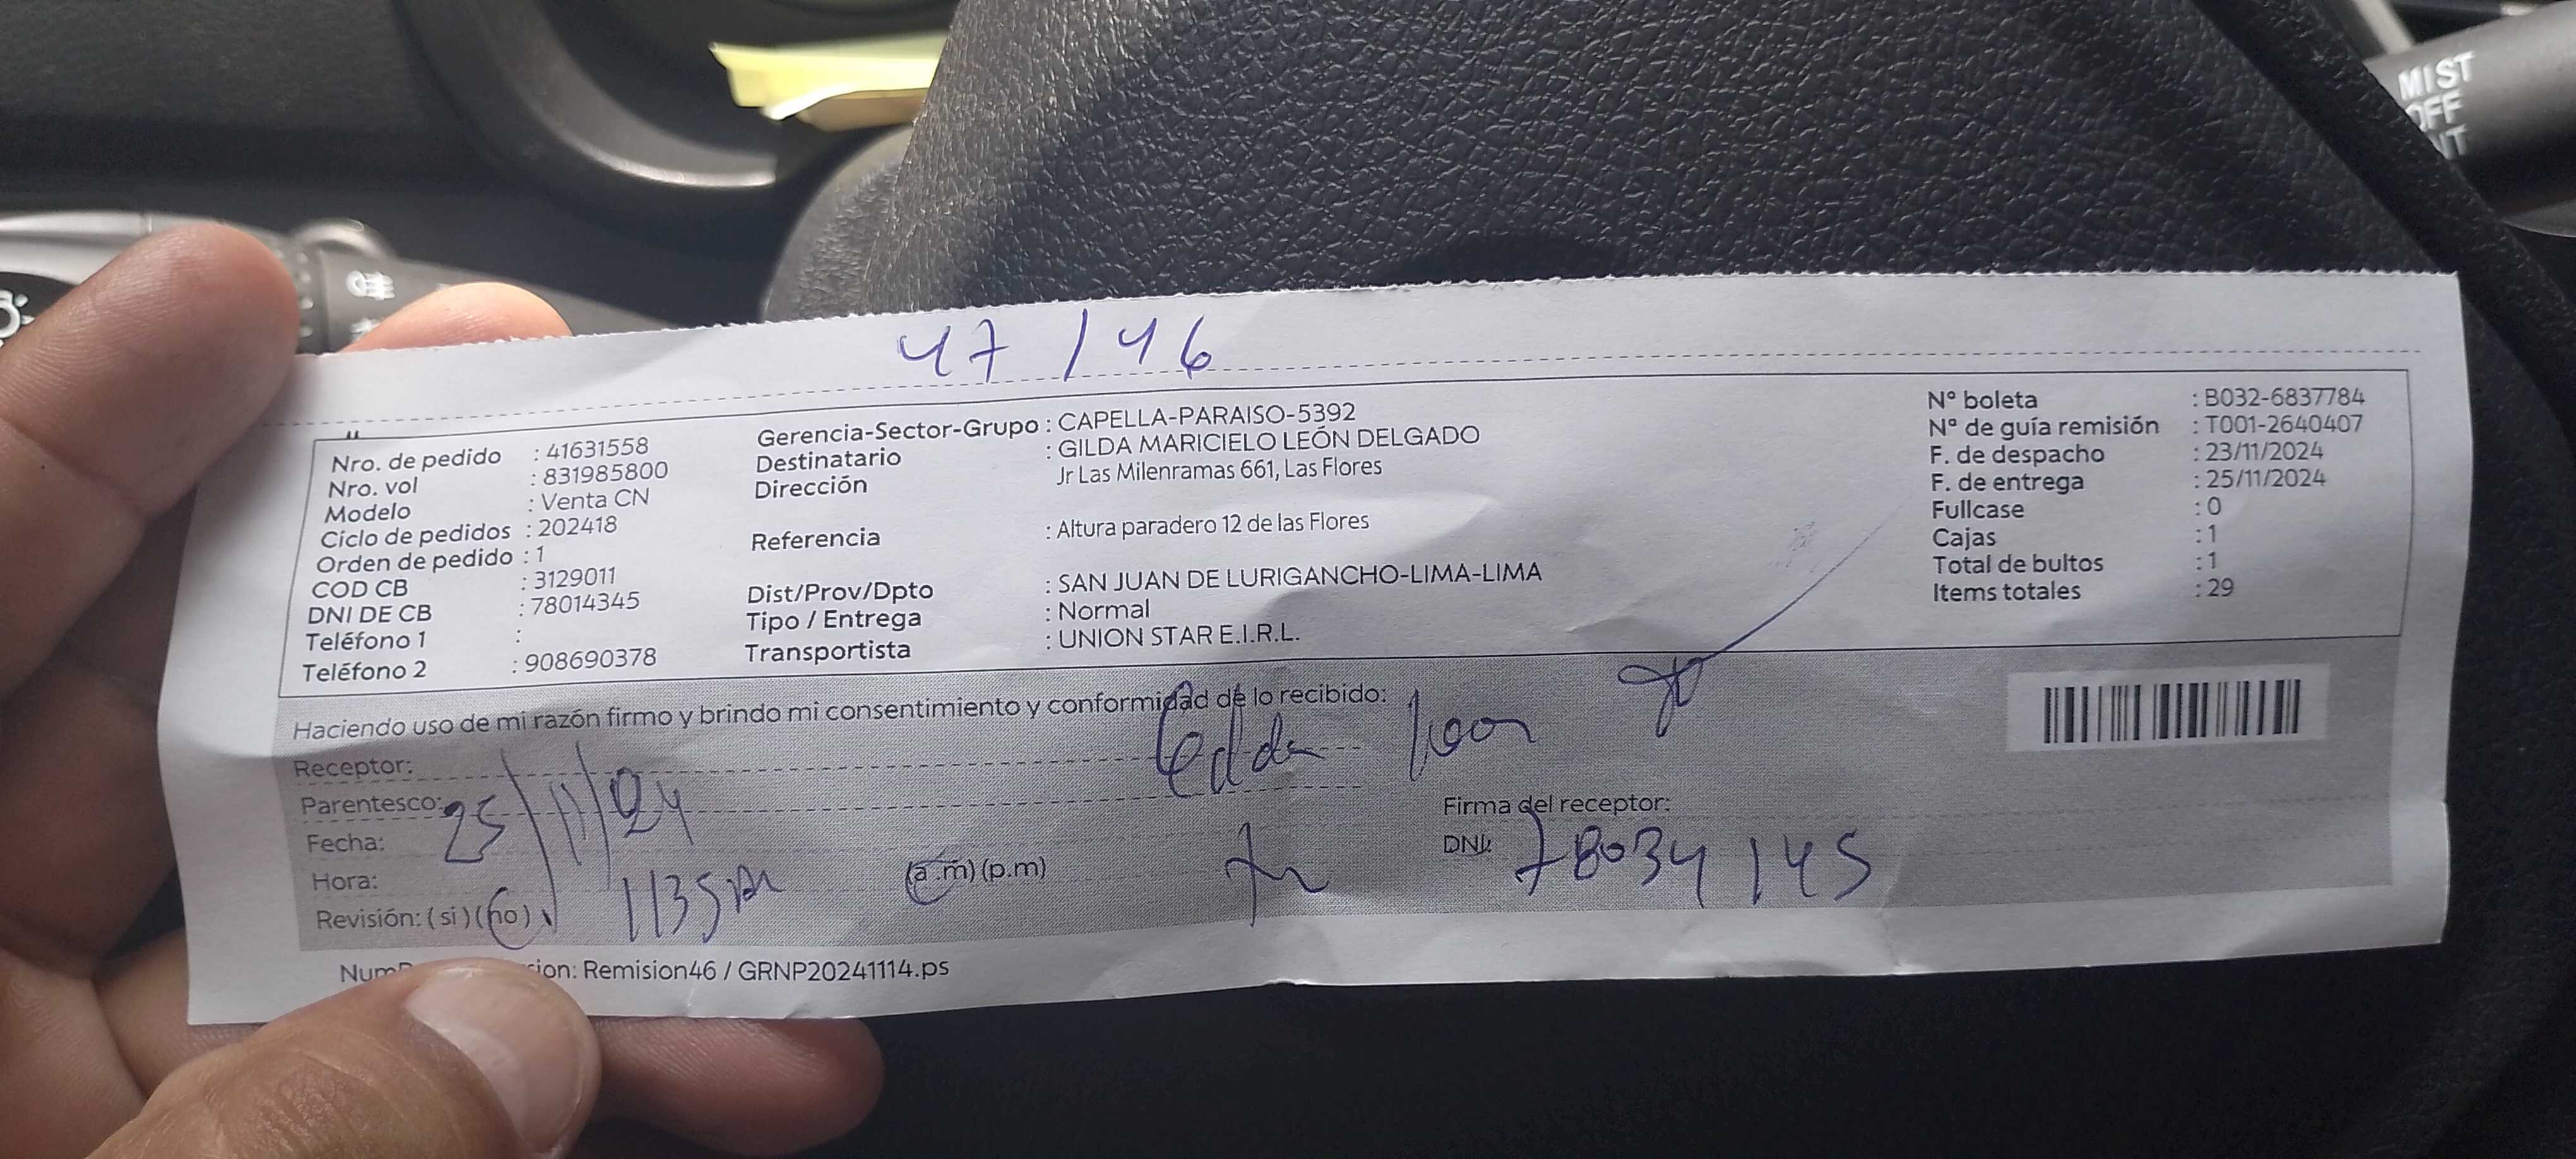 MIST
OFF
47 / 46
Nro. de pedido : 41631558
Nro. vol : 831985800
Modelo : Venta CN
Ciclo de pedidos : 202418
Orden de pedido : 1
COD CB : 3129011
DNI DE CB : 78014345
Teléfono 1 :
Teléfono 2 : 908690378
Gerencia-Sector-Grupo : CAPELLA-PARAISO-5392
Destinatario : GILDA MARICIELO LEÓN DELGADO
Dirección Jr Las Milenramas 661, Las Flores
Referencia : Altura paradero 12 de las Flores
Dist/Prov/Dpto : SAN JUAN DE LURIGANCHO-LIMA-LIMA
Tipo / Entrega : Normal
Transportista : UNION STAR E.I.R.L.
Nº boleta : B032-6837784
Nº de guía remisión : T001-2640407
F. de despacho : 23/11/2024
F. de entrega : 25/11/2024
Fullcase : 0
Cajas : 1
Total de bultos : 1
Items totales : 29
Haciendo uso de mi razón firmo y brindo mi consentimiento y conformidad de lo recibido:
Receptor:
Parentesco:
Fecha: 25/11/24
Hora: 1135 (a.m) (p.m)
Revisión: (si) (no)
Firma del receptor:
DNI: 78034145
Remision46 / GRNP20241114.ps